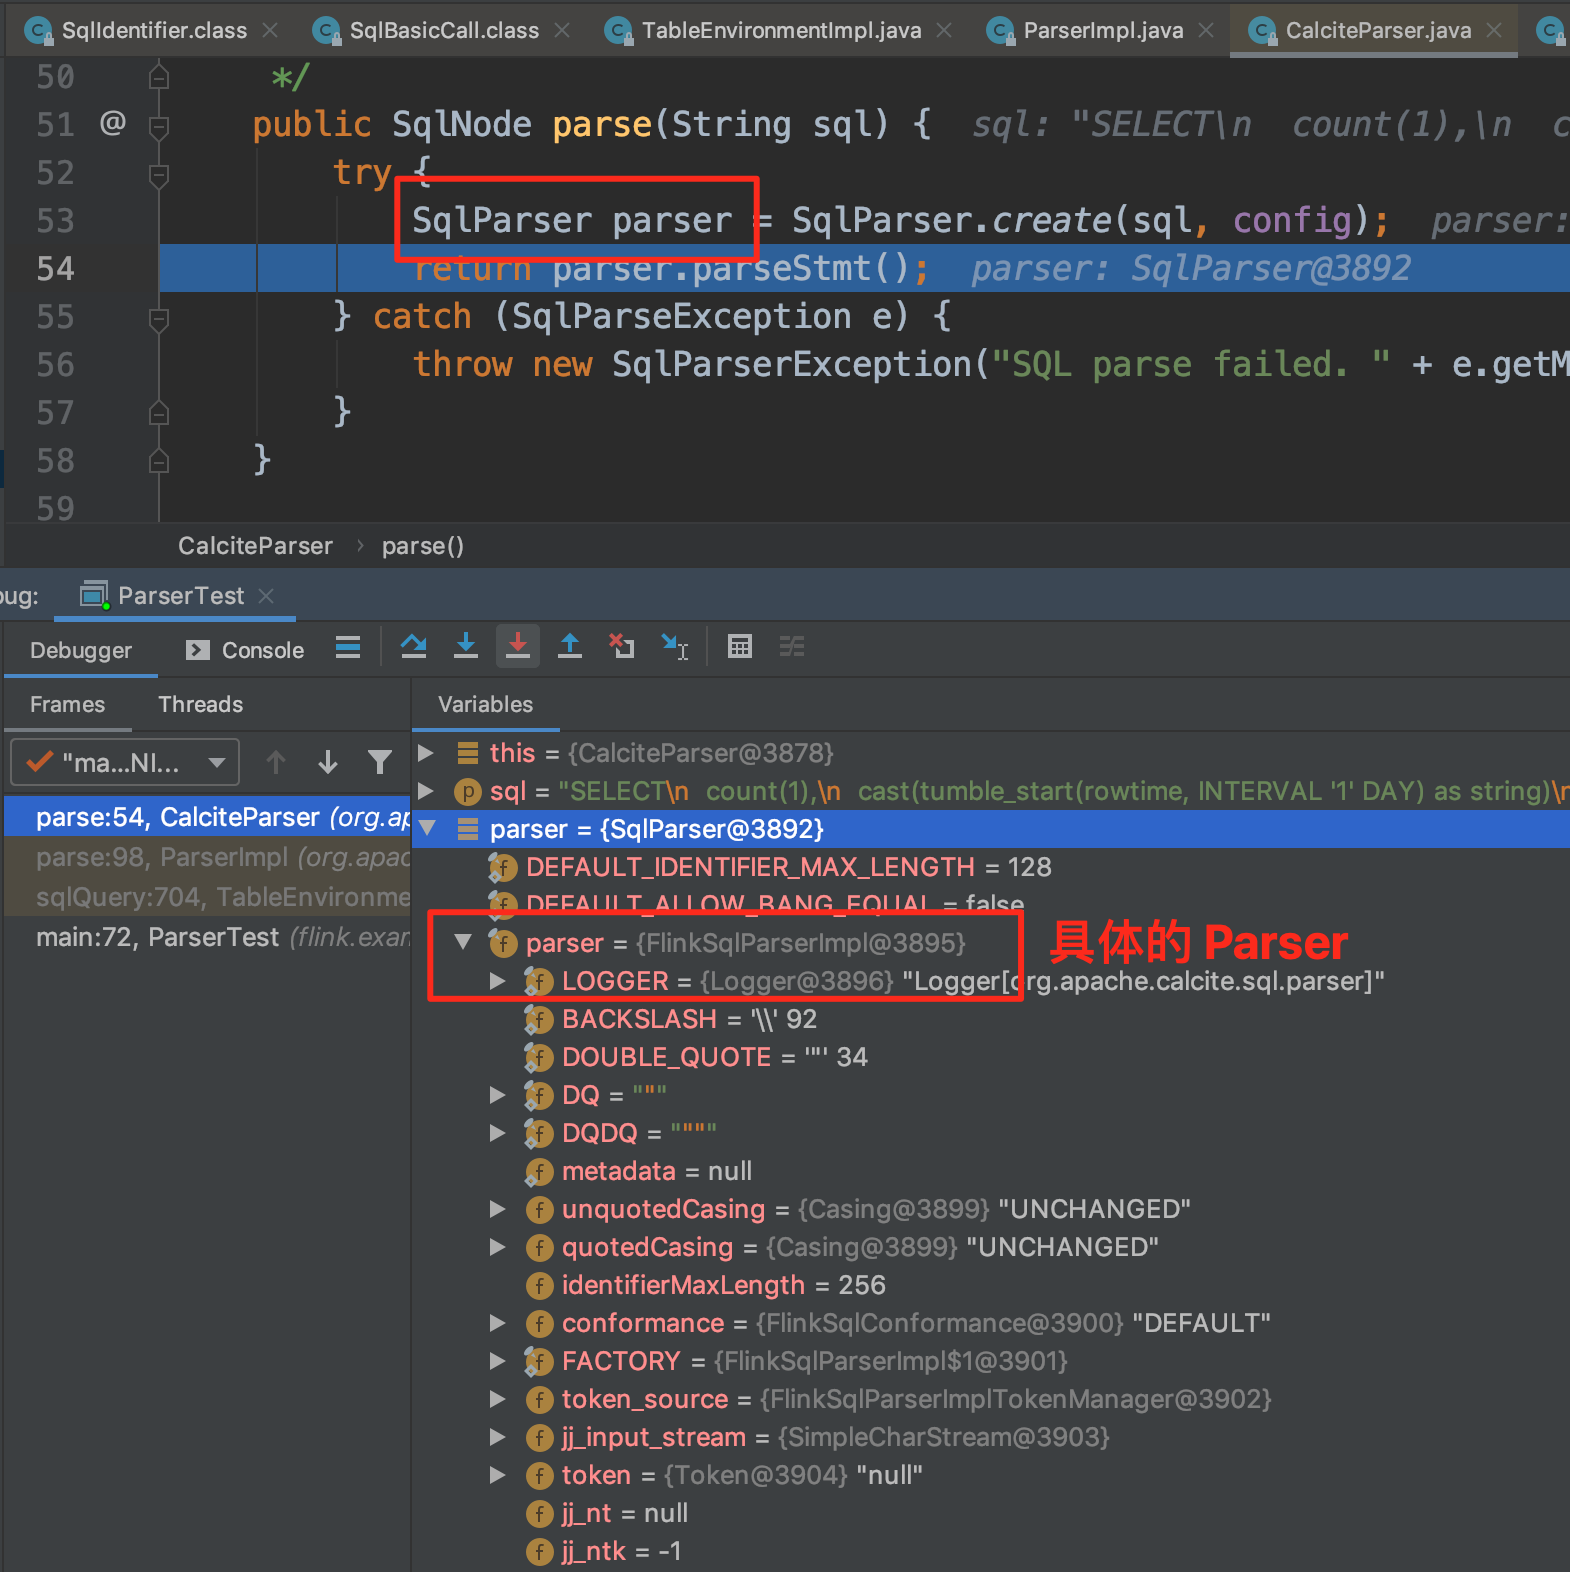 SqlIdentifier.class SqlBasicCall.class TableEnvironmentImpl.java ParserImpl.java CalciteParser.java
50 */
51 @ public SqlNode parse(String sql) { sql: "SELECT\n count(1),\n c
52 try {
53 SqlParser parser = SqlParser.create(sql, config); parser:
54 return parser.parseStmt(); parser: SqlParser@3892
55 } catch (SqlParseException e) {
56 throw new SqlParserException("SQL parse failed. " + e.getM
57 }
58 }
59
CalciteParser › parse()
bug: ParserTest
Debugger Console
Frames Threads Variables
"ma...NI...
parse:54, CalciteParser (org.ap
parse:98, ParserImpl (org.apac
sqlQuery:704, TableEnvironme
main:72, ParserTest (flink.exam
this = {CalciteParser@3878}
sql = "SELECT\n count(1),\n cast(tumble_start(rowtime, INTERVAL '1' DAY) as string)\n
parser = {SqlParser@3892}
DEFAULT_IDENTIFIER_MAX_LENGTH = 128
DEFAULT_ALLOW_BANG_EQUAL = false
parser = {FlinkSqlParserImpl@3895}
具体的 Parser
LOGGER = {Logger@3896} "Logger[org.apache.calcite.sql.parser]"
BACKSLASH = '\\' 92
DOUBLE_QUOTE = '"' 34
DQ = """
DQDQ = """"
metadata = null
unquotedCasing = {Casing@3899} "UNCHANGED"
quotedCasing = {Casing@3899} "UNCHANGED"
identifierMaxLength = 256
conformance = {FlinkSqlConformance@3900} "DEFAULT"
FACTORY = {FlinkSqlParserImpl$1@3901}
token_source = {FlinkSqlParserImplTokenManager@3902}
jj_input_stream = {SimpleCharStream@3903}
token = {Token@3904} "null"
jj_nt = null
jj_ntk = -1